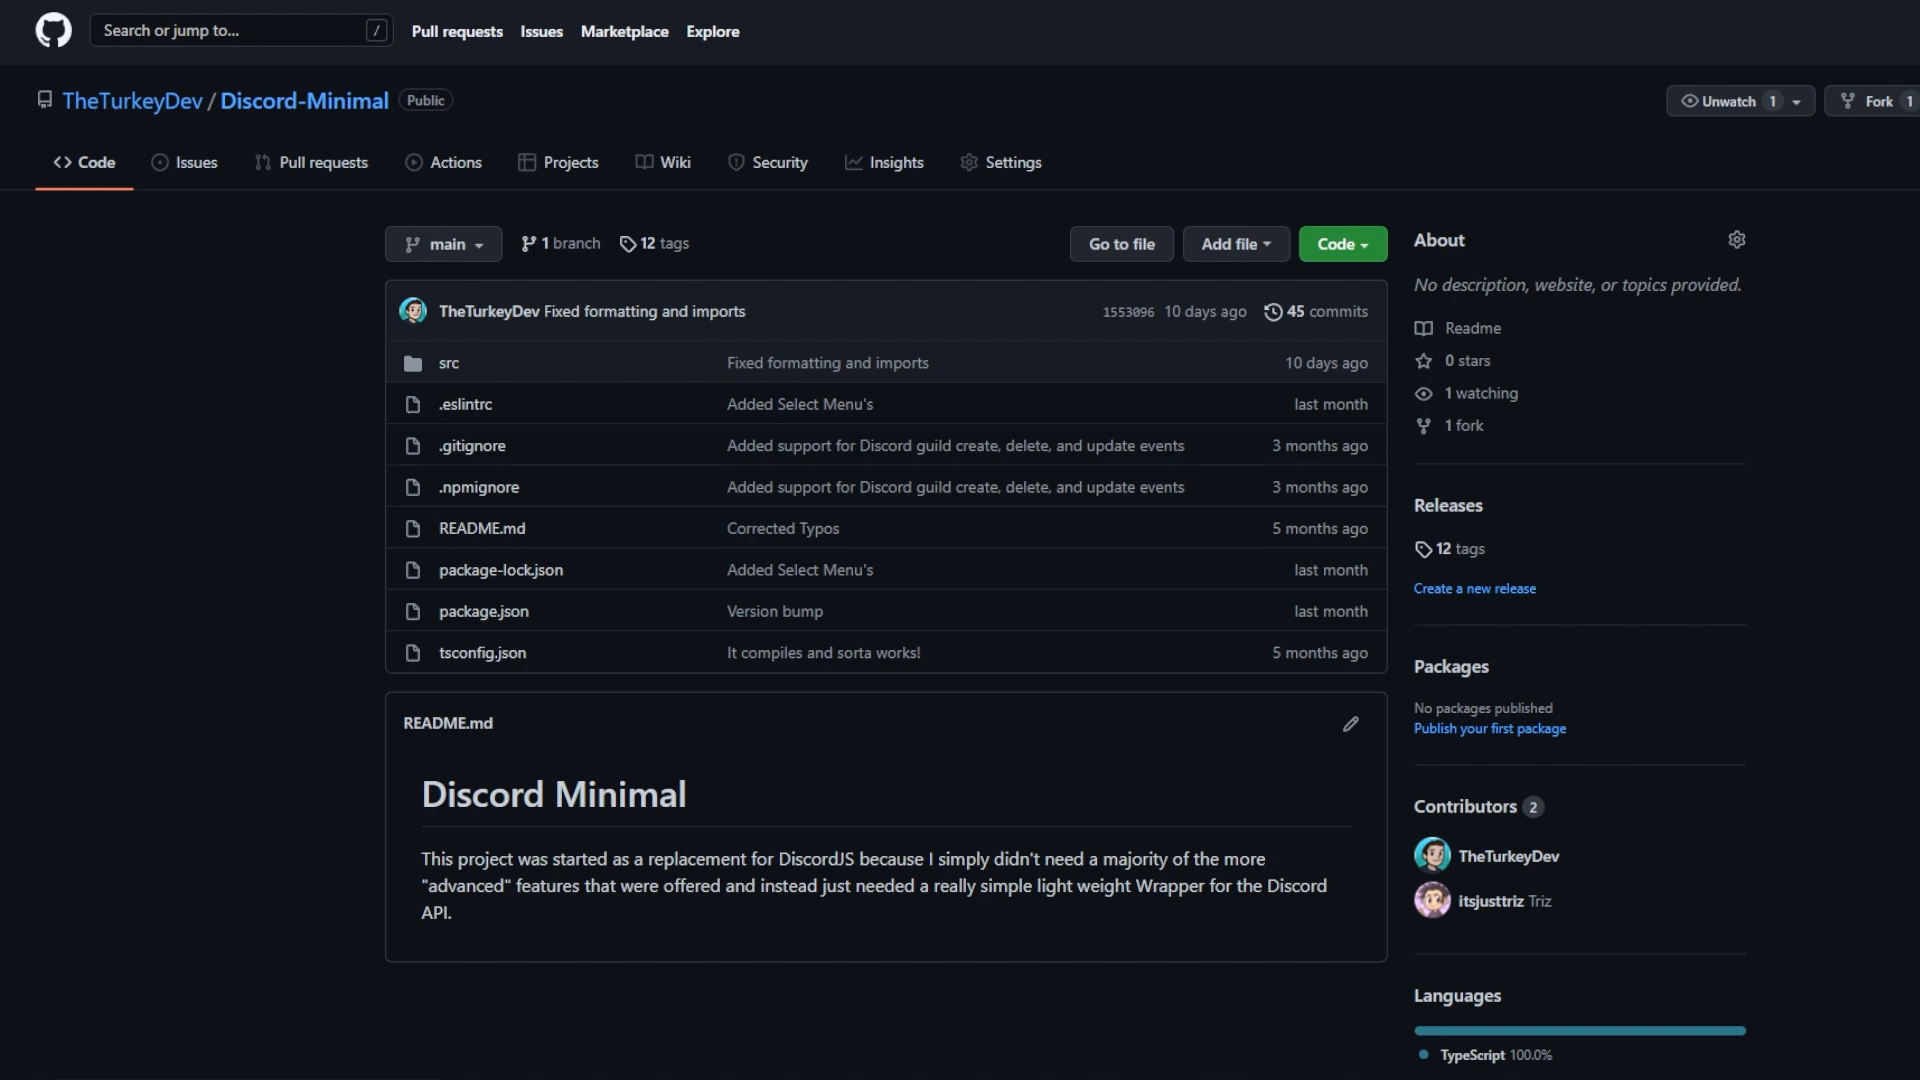 Search or jump to... /
Pull requests Issues Marketplace Explore
TheTurkeyDev / Discord-Minimal Public
Unwatch 1 Fork 1
Code Issues Pull requests Actions Projects Wiki Security Insights Settings
main 1 branch 12 tags
Go to file Add file Code
TheTurkeyDev Fixed formatting and imports 1553096 10 days ago 45 commits
src Fixed formatting and imports 10 days ago
.eslintrc Added Select Menu's last month
.gitignore Added support for Discord guild create, delete, and update events 3 months ago
.npmignore Added support for Discord guild create, delete, and update events 3 months ago
README.md Corrected Typos 5 months ago
package-lock.json Added Select Menu's last month
package.json Version bump last month
tsconfig.json It compiles and sorta works! 5 months ago
README.md
Discord Minimal
This project was started as a replacement for DiscordJS because I simply didn't need a majority of the more
"advanced" features that were offered and instead just needed a really simple light weight Wrapper for the Discord
API.
About
No description, website, or topics provided.
Readme
0 stars
1 watching
1 fork
Releases
12 tags
Create a new release
Packages
No packages published
Publish your first package
Contributors 2
TheTurkeyDev
itsjusttriz Triz
Languages
TypeScript 100.0%